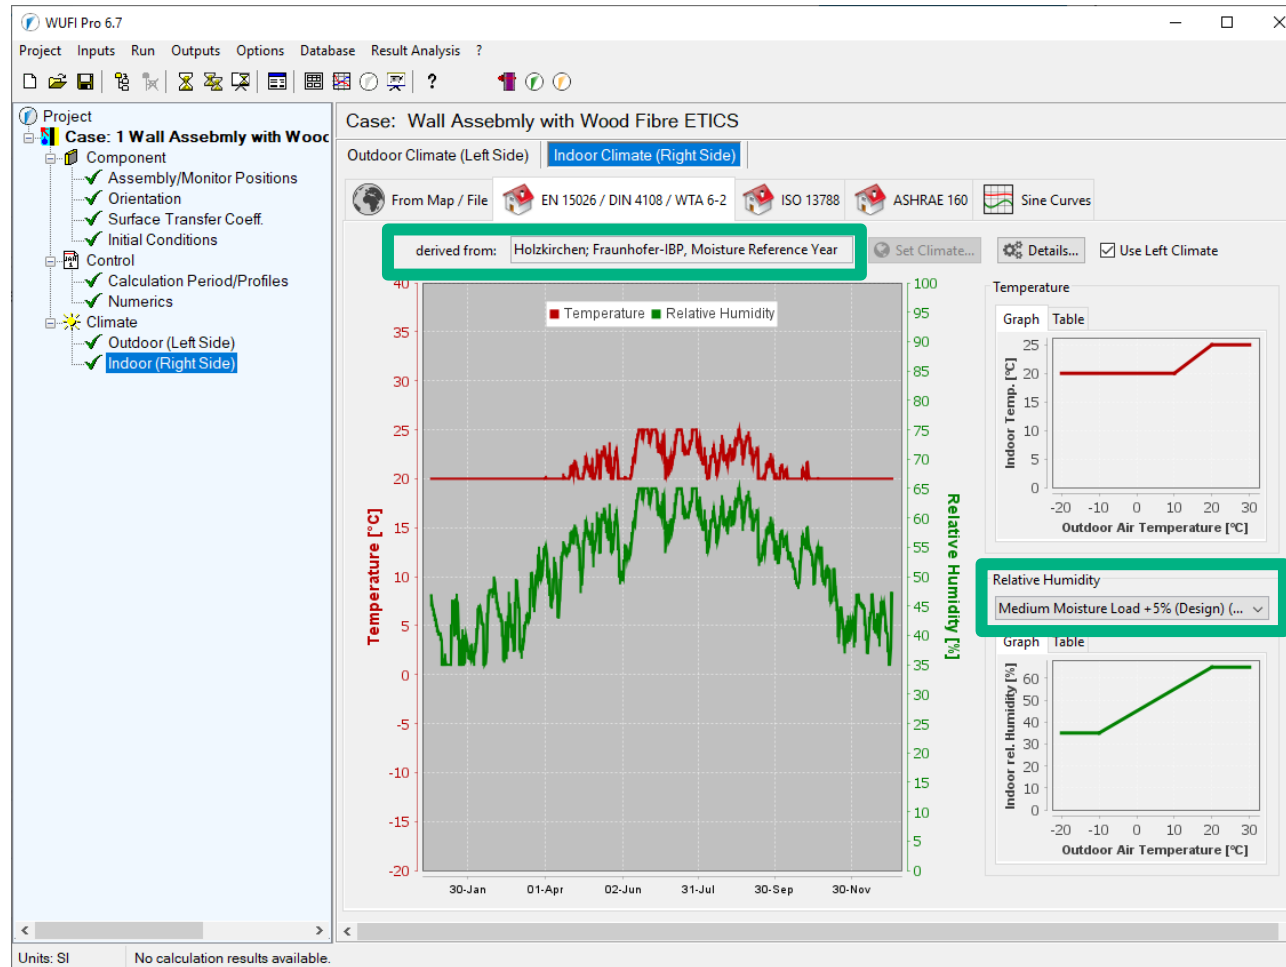 WUFI Pro 6.7
Project Inputs Run Outputs Options Database Result Analysis ?
Project
Case: 1 Wall Assebmly with Wood
Component
Assembly/Monitor Positions
Orientation
Surface Transfer Coeff.
Initial Conditions
Control
Calculation Period/Profiles
Numerics
Climate
Outdoor (Left Side)
Indoor (Right Side)
Case: Wall Assebmly with Wood Fibre ETICS
Outdoor Climate (Left Side) Indoor Climate (Right Side)
From Map / File EN 15026 / DIN 4108 / WTA 6-2 ISO 13788 ASHRAE 160 Sine Curves
derived from: Holzkirchen; Fraunhofer-IBP, Moisture Reference Year Set Climate... Details... Use Left Climate
Temperature Relative Humidity
Temperature [°C]
40
35
30
25
20
15
10
5
0
-5
-10
-15
-20
30-Jan 01-Apr 02-Jun 31-Jul 30-Sep 30-Nov
100
95
90
85
80
75
70
65
60
55
50
45
40
35
30
25
20
15
10
5
0
Relative Humidity [%]
Temperature
Graph Table
Indoor Temp. [°C]
25
20
15
10
5
0
-20 -10 0 10 20 30
Outdoor Air Temperature [°C]
Relative Humidity
Medium Moisture Load +5% (Design) (...
Graph Table
Indoor rel. Humidity [%]
60
50
40
30
20
10
0
-20 -10 0 10 20 30
Outdoor Air Temperature [°C]
Units: SI No calculation results available.